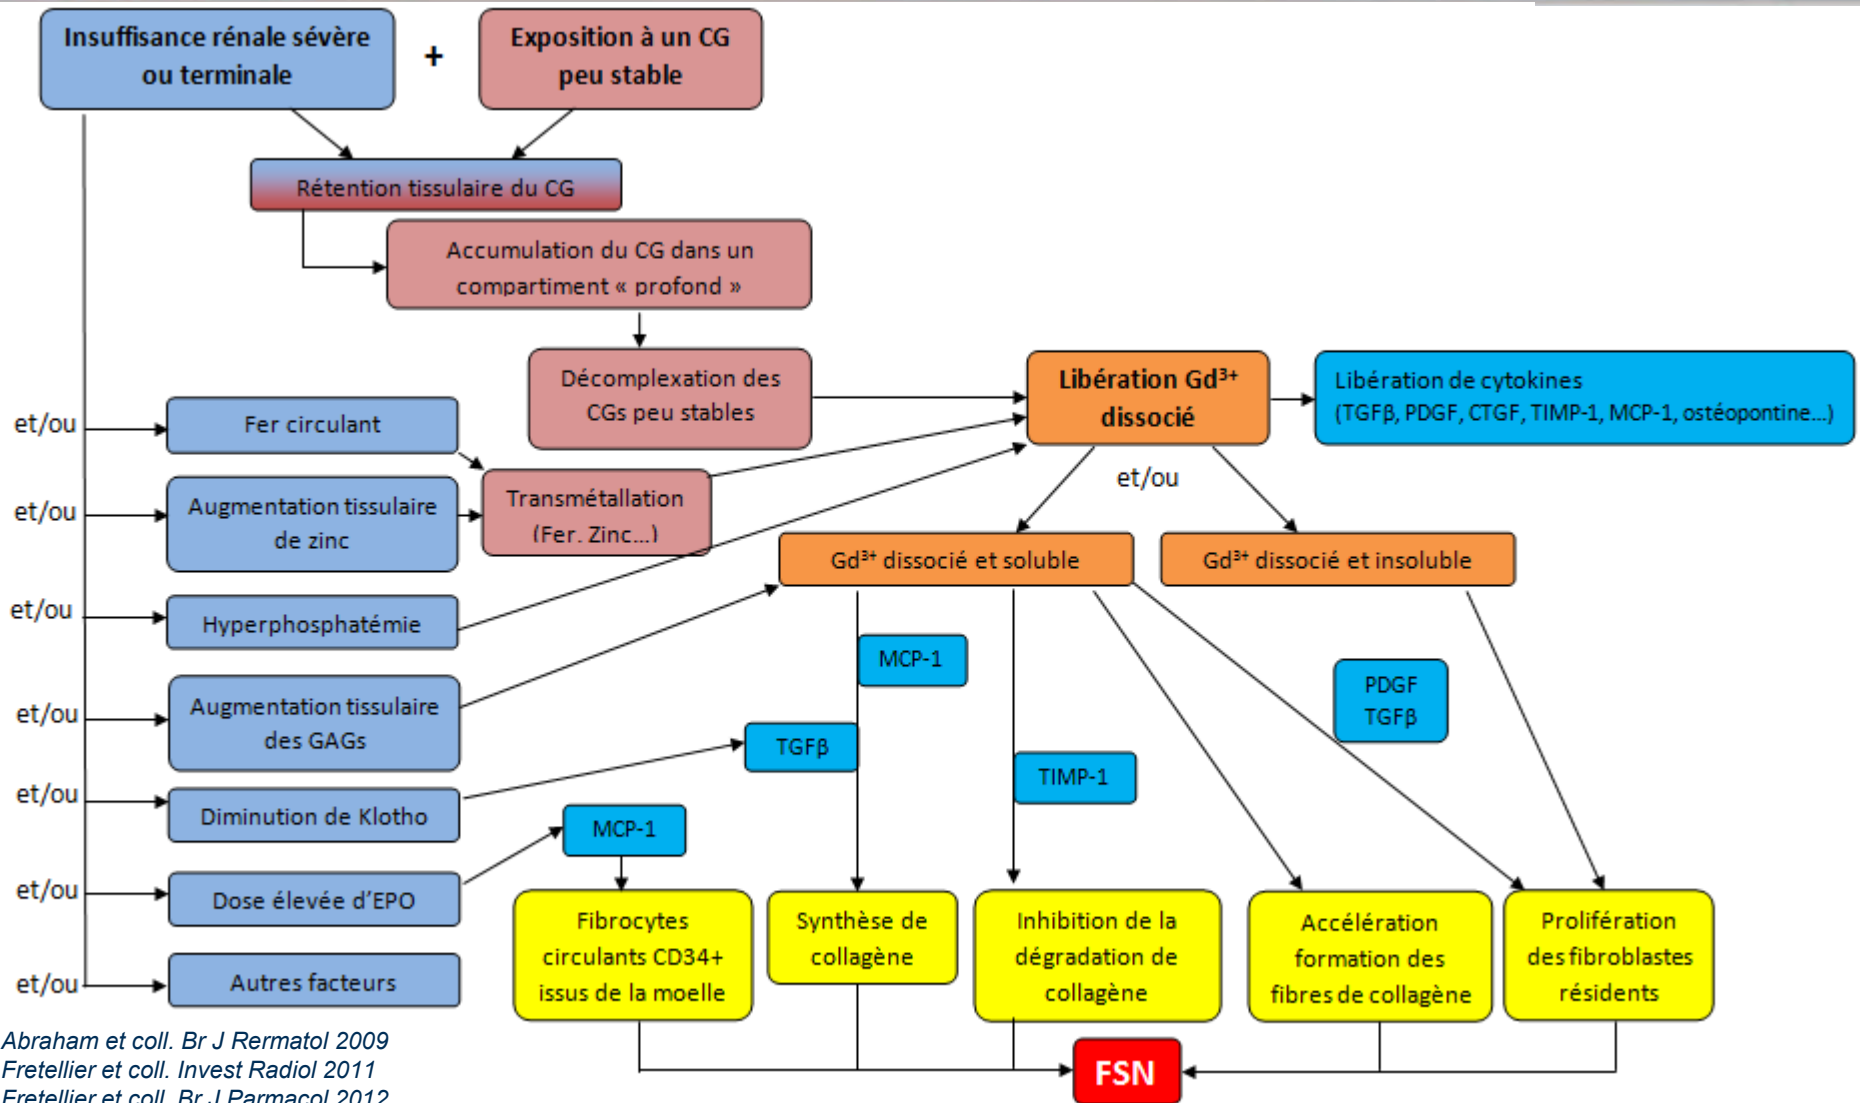 Insuffisance rénale sévère
ou terminale
+
Exposition à un CG
peu stable
Rétention tissulaire du CG
Accumulation du CG dans un
compartiment « profond »
Décomplexation des
CGs peu stables
Libération Gd³⁺
dissocié
Libération de cytokines
(TGFβ, PDGF, CTGF, TIMP-1, MCP-1, ostéopontine...)
et/ou
Fer circulant
et/ou
Augmentation tissulaire
de zinc
Transmétallation
(Fer, Zinc...)
et/ou
Gd³⁺ dissocié et soluble
Gd³⁺ dissocié et insoluble
et/ou
Hyperphosphatémie
MCP-1
PDGF
TGFβ
et/ou
Augmentation tissulaire
des GAGs
TGFβ
TIMP-1
et/ou
Diminution de Klotho
MCP-1
et/ou
Dose élevée d’EPO
et/ou
Autres facteurs
Fibrocytes
circulants CD34+
issus de la moelle
Synthèse de
collagène
Inhibition de la
dégradation de
collagène
Accélération
formation des
fibres de collagène
Prolifération
des fibroblastes
résidents
FSN
Abraham et coll. Br J Rermatol 2009
Fretellier et coll. Invest Radiol 2011
Fretellier et coll. Br J Parmacol 2012